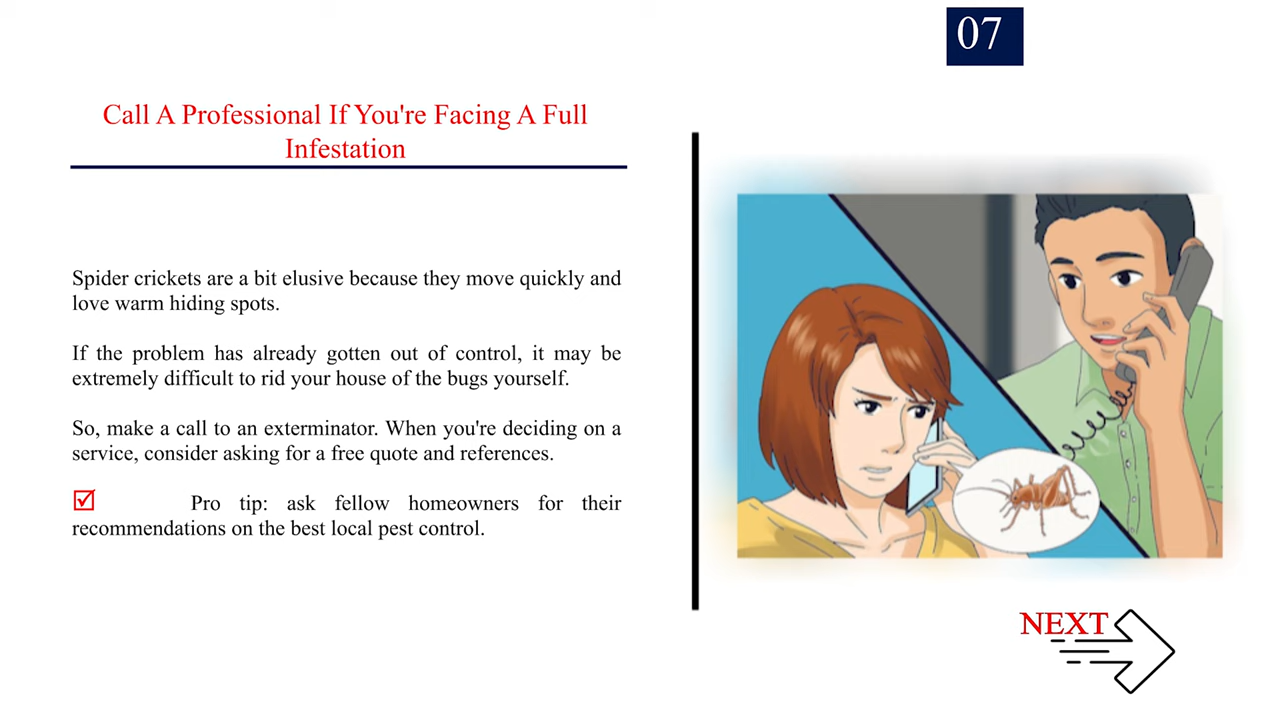 07
Call A Professional If You're Facing A Full
Infestation
Spider crickets are a bit elusive because they move quickly and
love warm hiding spots.
If the problem has already gotten out of control, it may be
extremely difficult to rid your house of the bugs yourself.
So, make a call to an exterminator. When you're deciding on a
service, consider asking for a free quote and references.
Pro tip: ask fellow homeowners for their
recommendations on the best local pest control.
NEXT